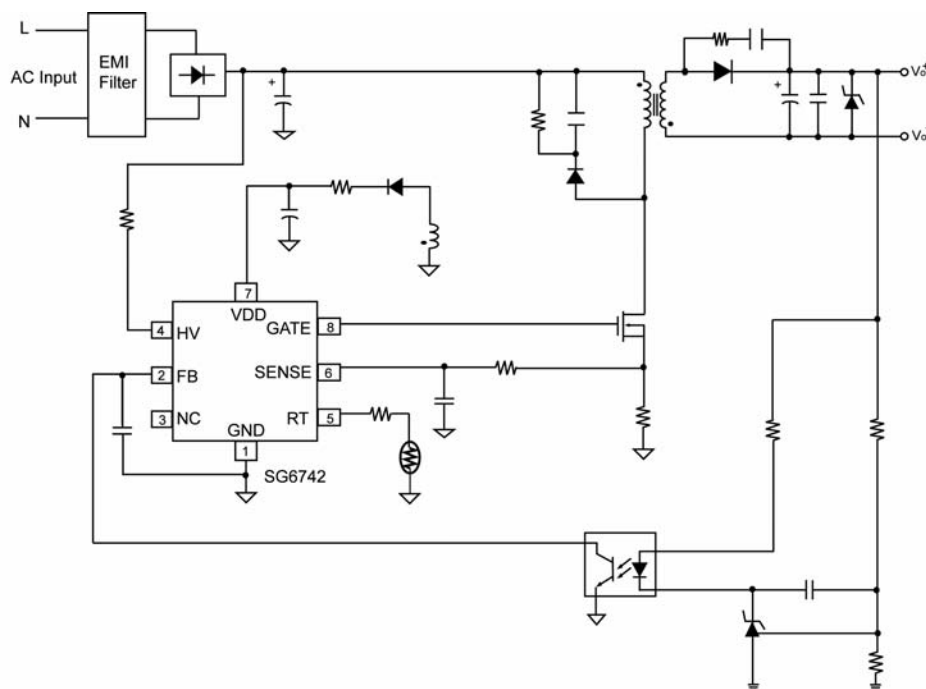 L
AC Input
N
EMI
Filter
+
+
Vo+
Vo-
7
VDD
4
HV
GATE
8
2
FB
SENSE
6
3
NC
RT
5
GND
1
SG6742